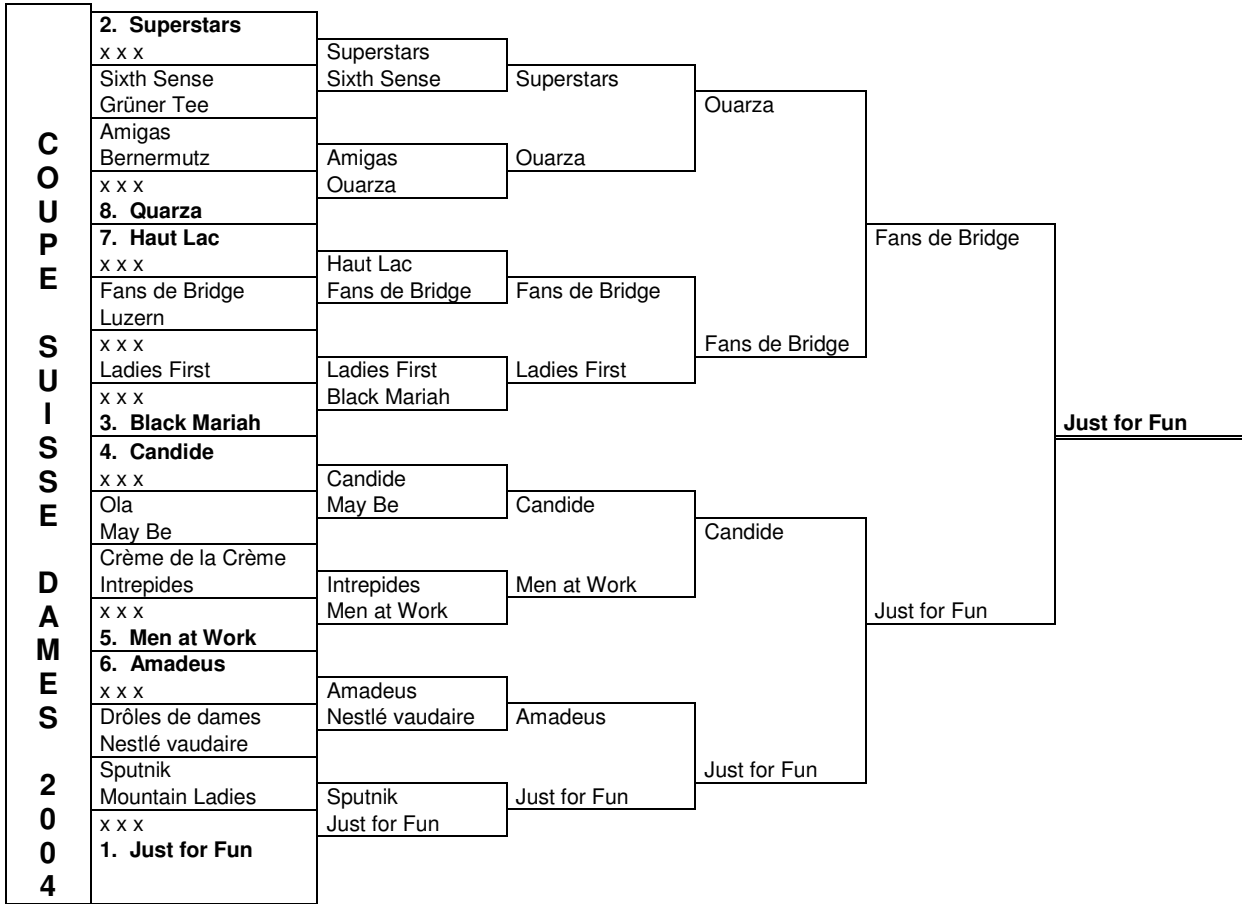 COUPE SUISSE DAMES 2004
2. Superstars
x x x
Sixth Sense
Grüner Tee
Amigas
Bernermutz
x x x
8. Quarza
7. Haut Lac
x x x
Fans de Bridge
Luzern
x x x
Ladies First
x x x
3. Black Mariah
4. Candide
x x x
Ola
May Be
Crème de la Crème
Intrepides
x x x
5. Men at Work
6. Amadeus
x x x
Drôles de dames
Nestlé vaudaire
Sputnik
Mountain Ladies
x x x
1. Just for Fun
Superstars
Sixth Sense
Amigas
Ouarza
Haut Lac
Fans de Bridge
Ladies First
Black Mariah
Candide
May Be
Intrepides
Men at Work
Amadeus
Nestlé vaudaire
Sputnik
Just for Fun
Superstars
Ouarza
Fans de Bridge
Ladies First
Candide
Men at Work
Amadeus
Just for Fun
Ouarza
Fans de Bridge
Candide
Just for Fun
Fans de Bridge
Just for Fun
Just for Fun